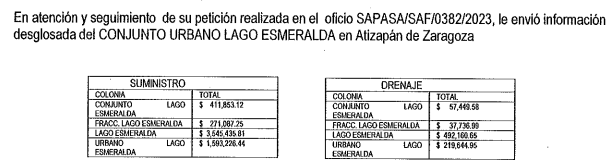 En atención y seguimiento de su petición realizada en el oficio SAPASA/SAF/0382/2023, le envió información
desglosada del CONJUNTO URBANO LAGO ESMERALDA en Atizapán de Zaragoza
SUMINISTRO
COLONIA TOTAL
CONJUNTO LAGO $ 411,853.12
ESMERALDA
FRACC. LAGO ESMERALDA $ 271,087.25
LAGO ESMERALDA $ 3,545,435.81
URBANO LAGO $ 1,593,226.44
ESMERALDA
DRENAJE
COLONIA TOTAL
CONJUNTO LAGO $ 57,449.58
ESMERALDA
FRACC. LAGO ESMERALDA $ 37,736.99
LAGO ESMERALDA $ 492,160.65
URBANO LAGO $ 219,644.95
ESMERALDA